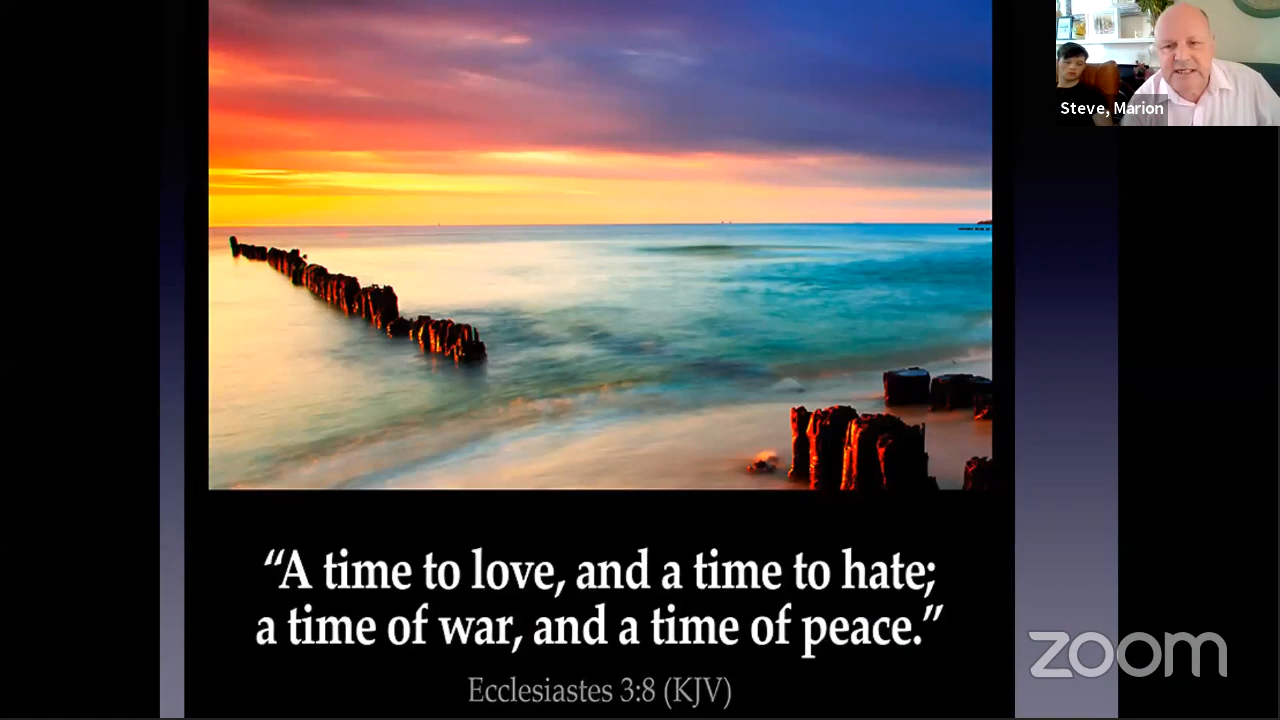 Steve, Marion
“A time to love, and a time to hate;
a time of war, and a time of peace.”
Ecclesiastes 3:8 (KJV)
zoom